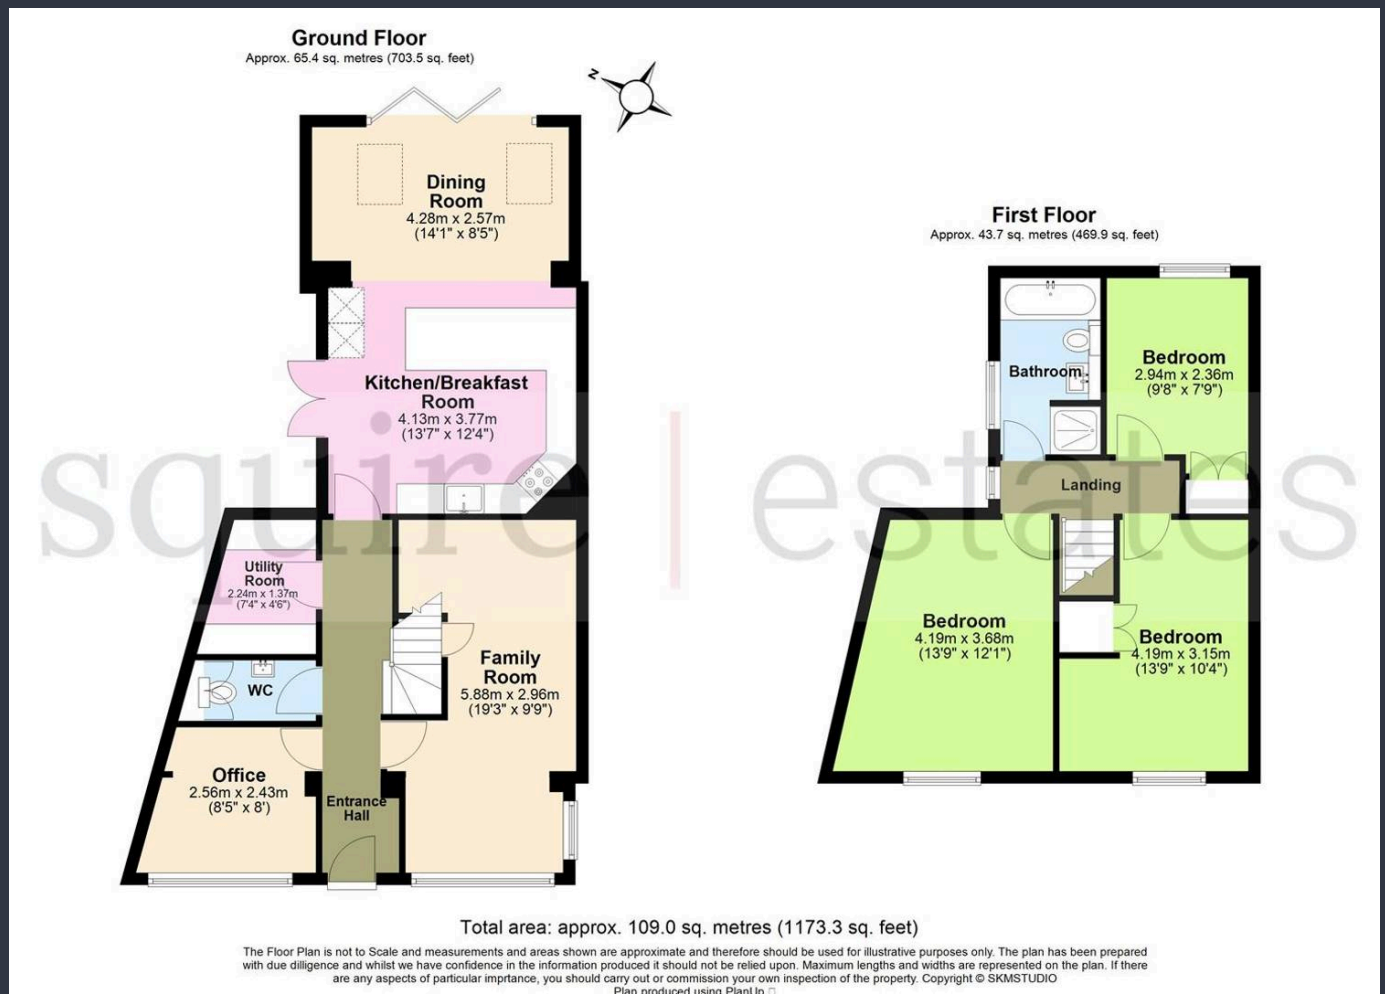 Ground Floor
Approx. 65.4 sq. metres (703.5 sq. feet)
N
Dining
Room
4.28m x 2.57m
(14'1" x 8'5")
Kitchen/Breakfast
Room
4.13m x 3.77m
(13'7" x 12'4")
Utility
Room
2.24m x 1.37m
(7'4" x 4'6")
WC
Family
Room
5.88m x 2.96m
(19'3" x 9'9")
Office
2.56m x 2.43m
(8'5" x 8')
Entrance
Hall
First Floor
Approx. 43.7 sq. metres (469.9 sq. feet)
Bathroom
Bedroom
2.94m x 2.36m
(9'8" x 7'9")
Landing
Bedroom
4.19m x 3.68m
(13'9" x 12'1")
Bedroom
4.19m x 3.15m
(13'9" x 10'4")
squire | estates
Total area: approx. 109.0 sq. metres (1173.3 sq. feet)
The Floor Plan is not to Scale and measurements and areas shown are approximate and therefore should be used for illustrative purposes only. The plan has been prepared
with due dilligence and whilst we have confidence in the information produced it should not be relied upon. Maximum lengths and widths are represented on the plan. If there
are any aspects of particular imprtance, you should carry out or commission your own inspection of the property. Copyright © SKMSTUDIO
Plan produced using PlanUp